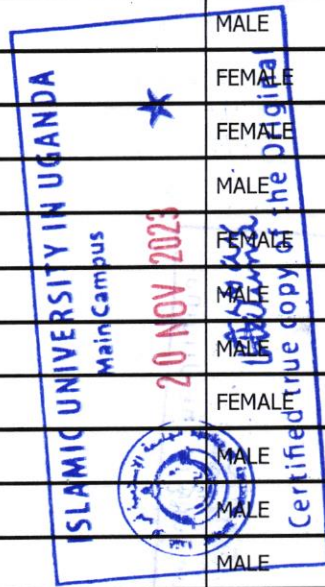 MALE
FEMALE
FEMALE
MALE
FEMALE
MALE
MALE
FEMALE
MALE
MALE
MALE
ISLAMIC UNIVERSITY IN UGANDA
Main Campus
20 NOV 2023
Certified true copy of the Original